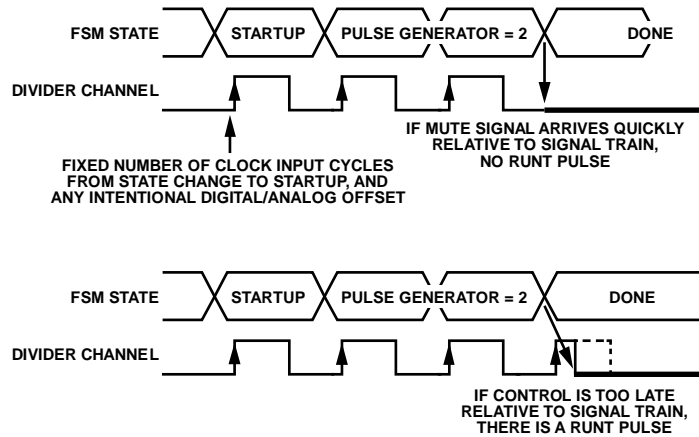 FSM STATE
STARTUP
PULSE GENERATOR = 2
DONE
DIVIDER CHANNEL
IF MUTE SIGNAL ARRIVES QUICKLY
RELATIVE TO SIGNAL TRAIN,
NO RUNT PULSE
FIXED NUMBER OF CLOCK INPUT CYCLES
FROM STATE CHANGE TO STARTUP, AND
ANY INTENTIONAL DIGITAL/ANALOG OFFSET
FSM STATE
STARTUP
PULSE GENERATOR = 2
DONE
DIVIDER CHANNEL
IF CONTROL IS TOO LATE
RELATIVE TO SIGNAL TRAIN,
THERE IS A RUNT PULSE